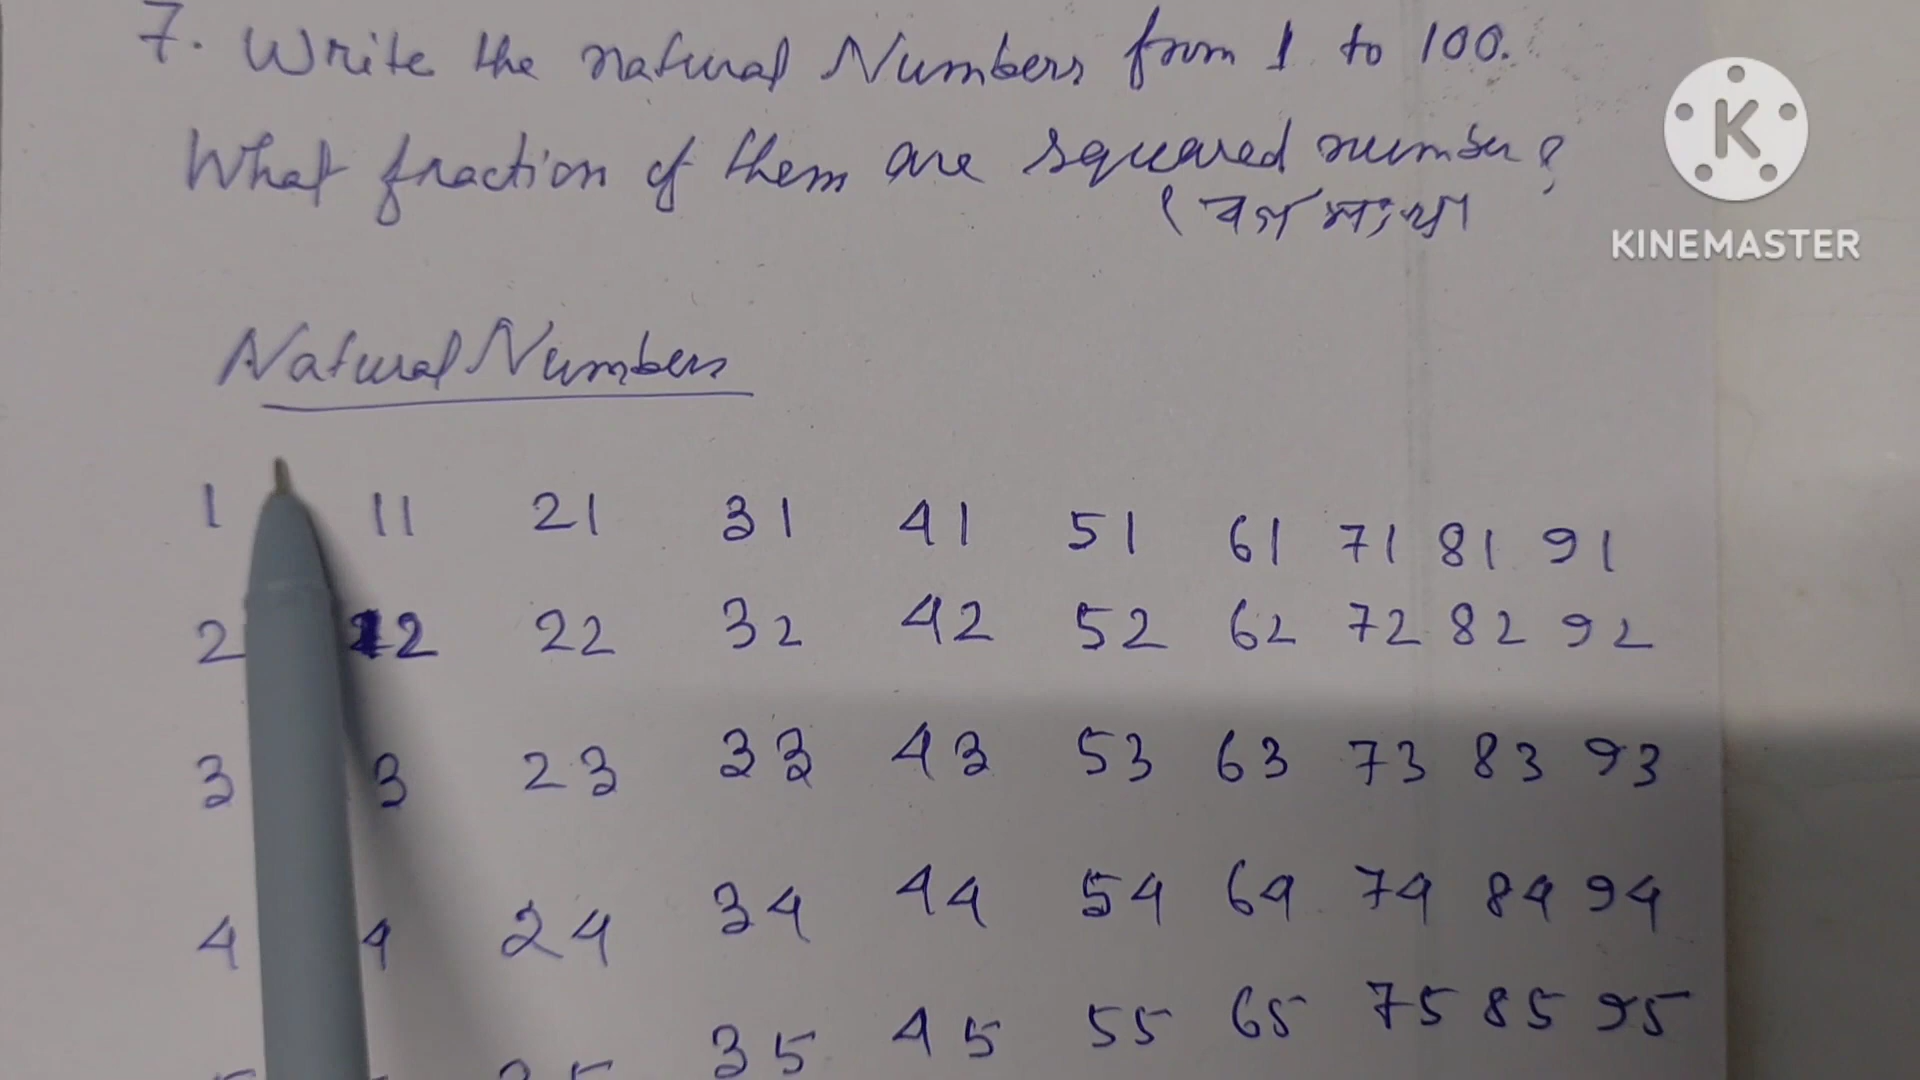 7. Write the natural Numbers from 1 to 100.
What fraction of them are squared number?
(वर्ग संख्या
K
KINEMASTER
Natural Numbers
1 11 21 31 41 51 61 71 81 91
2 12 22 32 42 52 62 72 82 92
3 3 23 33 43 53 63 73 83 93
4 4 24 34 44 54 64 74 84 94
35 45 55 65 75 85 95